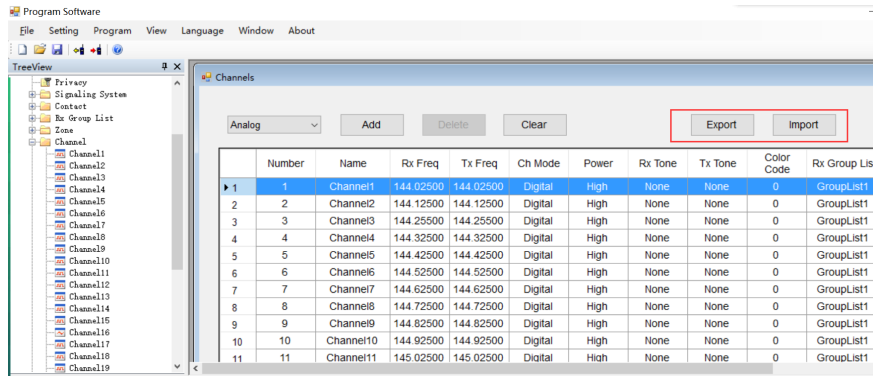 Program Software
File Setting Program View Language Window About
TreeView
Privacy
Signaling System
Contact
Rx Group List
Zone
Channel
Channel1
Channel2
Channel3
Channel4
Channel5
Channel6
Channel7
Channel8
Channel9
Channel10
Channel11
Channel12
Channel13
Channel14
Channel15
Channel16
Channel17
Channel18
Channel19
Channels
Analog Add Delete Clear Export Import
Number Name Rx Freq Tx Freq Ch Mode Power Rx Tone Tx Tone Color Code Rx Group Lis
1 1 Channel1 144.02500 144.02500 Digital High None None 0 GroupList1
2 2 Channel2 144.12500 144.12500 Digital High None None 0 GroupList1
3 3 Channel3 144.25500 144.25500 Digital High None None 0 GroupList1
4 4 Channel4 144.32500 144.32500 Digital High None None 0 GroupList1
5 5 Channel5 144.42500 144.42500 Digital High None None 0 GroupList1
6 6 Channel6 144.52500 144.52500 Digital High None None 0 GroupList1
7 7 Channel7 144.62500 144.62500 Digital High None None 0 GroupList1
8 8 Channel8 144.72500 144.72500 Digital High None None 0 GroupList1
9 9 Channel9 144.82500 144.82500 Digital High None None 0 GroupList1
10 10 Channel10 144.92500 144.92500 Digital High None None 0 GroupList1
11 11 Channel11 145.02500 145.02500 Digital High None None 0 GroupList1